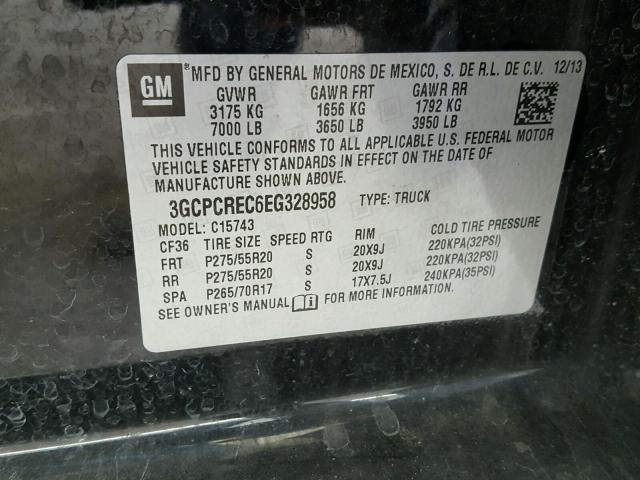 GM ® MFD BY GENERAL MOTORS DE MEXICO, S. DE R.L. DE C.V. 12/13
GVWR GAWR FRT GAWR RR
3175 KG 1656 KG 1792 KG
7000 LB 3650 LB 3950 LB
THIS VEHICLE CONFORMS TO ALL APPLICABLE U.S. FEDERAL MOTOR
VEHICLE SAFETY STANDARDS IN EFFECT ON THE DATE OF
MANUFACTURE SHOWN ABOVE.
3GCPCREC6EG328958 TYPE: TRUCK
MODEL: C15743
CF36 TIRE SIZE SPEED RTG RIM COLD TIRE PRESSURE
FRT P275/55R20 S 20X9J 220KPA(32PSI)
RR P275/55R20 S 20X9J 220KPA(32PSI)
SPA P265/70R17 S 17X7.5J 240KPA(35PSI)
SEE OWNER'S MANUAL i FOR MORE INFORMATION.